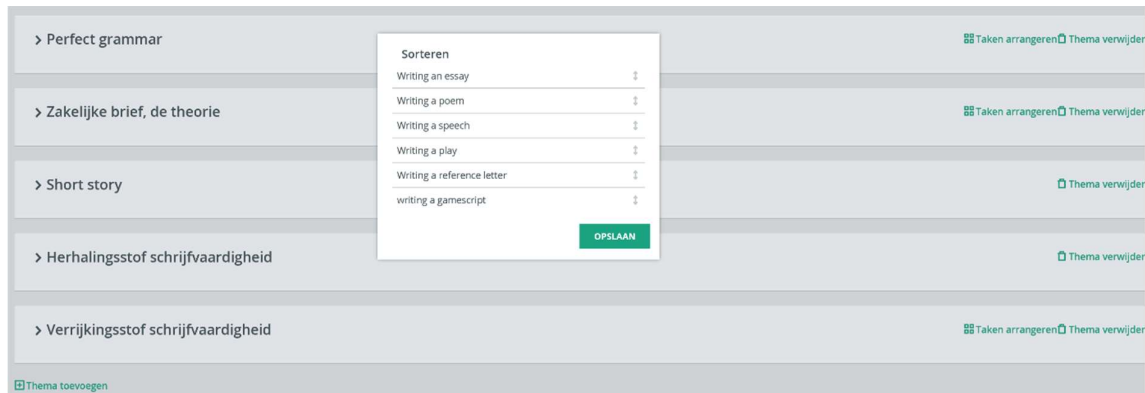 Perfect grammar
Taken arrangeren Thema verwijder
Zakelijke brief, de theorie
Taken arrangeren Thema verwijder
Short story
Thema verwijder
Herhalingsstof schrijfvaardigheid
Thema verwijder
Verrijkingsstof schrijfvaardigheid
Taken arrangeren Thema verwijder
Thema toevoegen
Sorteren
Writing an essay
Writing a poem
Writing a speech
Writing a play
Writing a reference letter
writing a gamescript
OPSLAAN